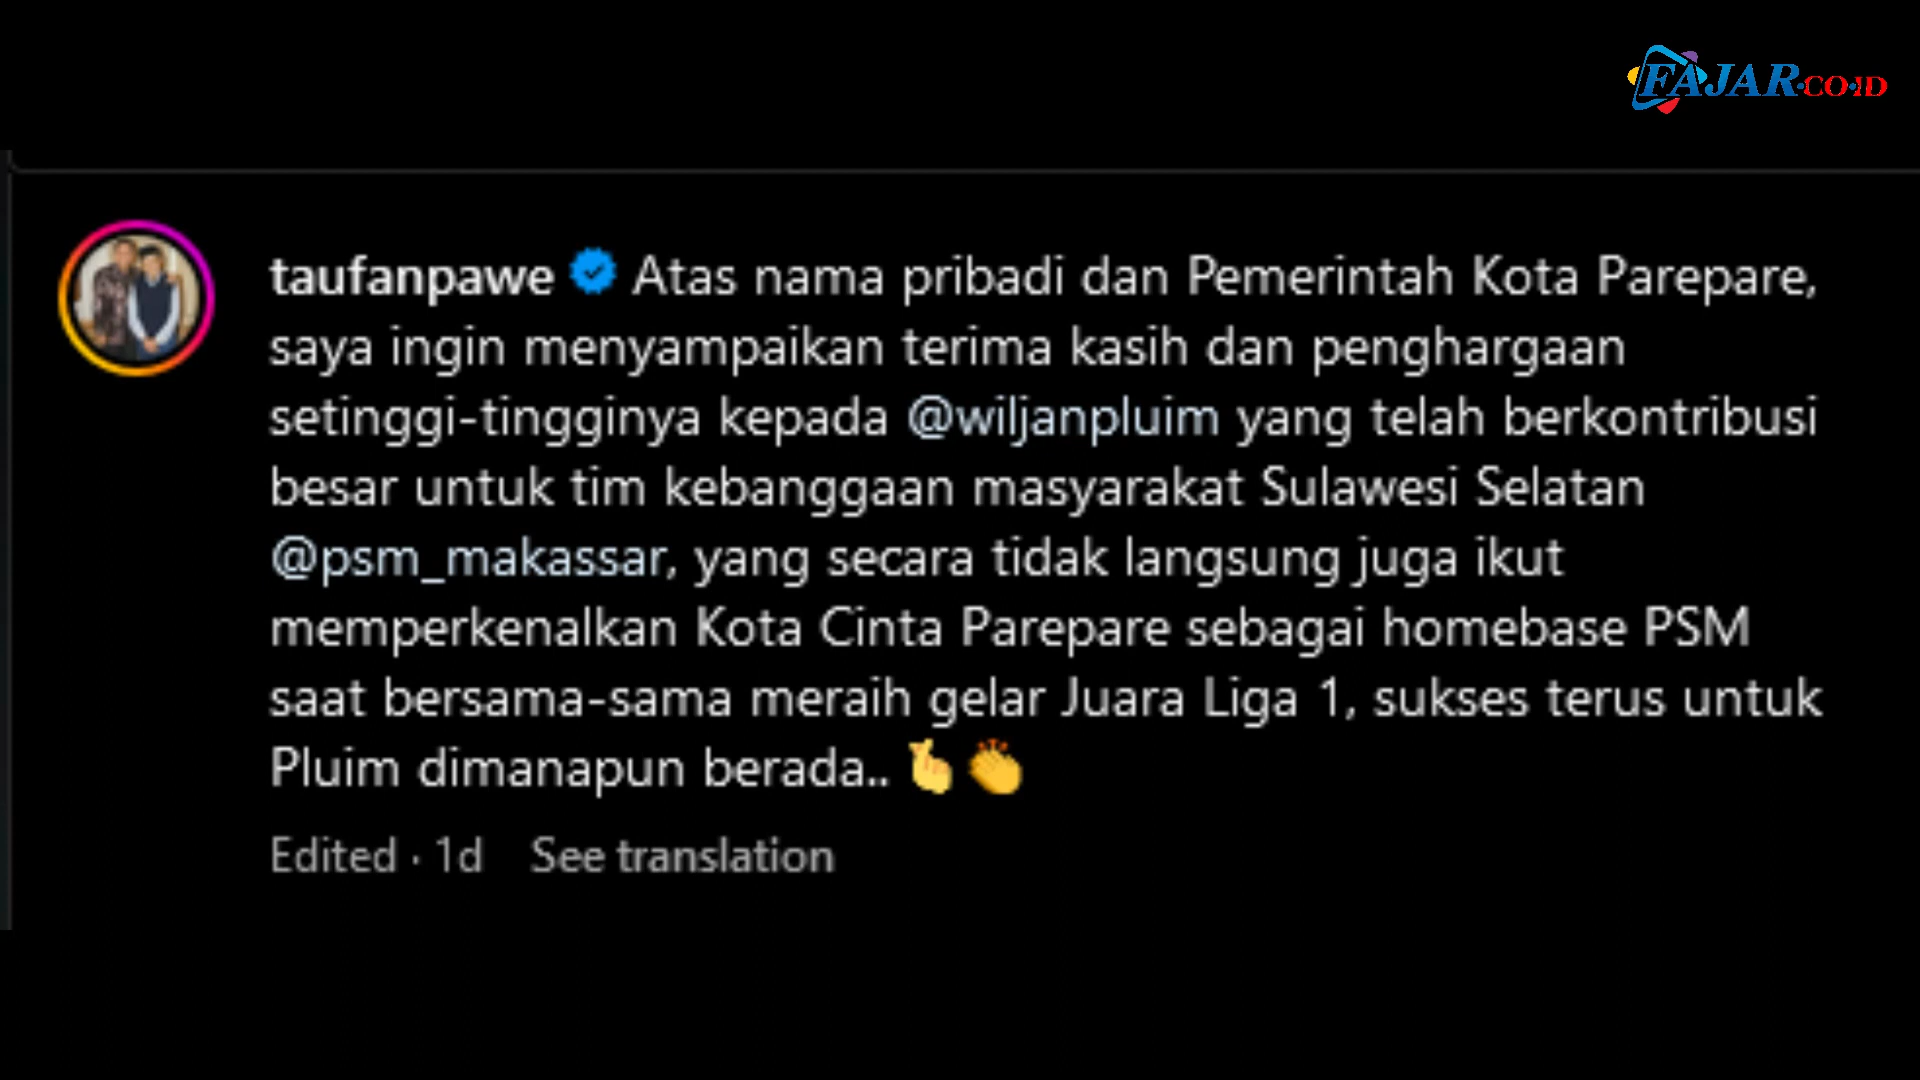 FAJAR.CO.ID
taufanpawe Atas nama pribadi dan Pemerintah Kota Parepare,
saya ingin menyampaikan terima kasih dan penghargaan
setinggi-tingginya kepada @wiljanpluim yang telah berkontribusi
besar untuk tim kebanggaan masyarakat Sulawesi Selatan
@psm_makassar, yang secara tidak langsung juga ikut
memperkenalkan Kota Cinta Parepare sebagai homebase PSM
saat bersama-sama meraih gelar Juara Liga 1, sukses terus untuk
Pluim dimanapun berada.. 🫰👏
Edited · 1d See translation